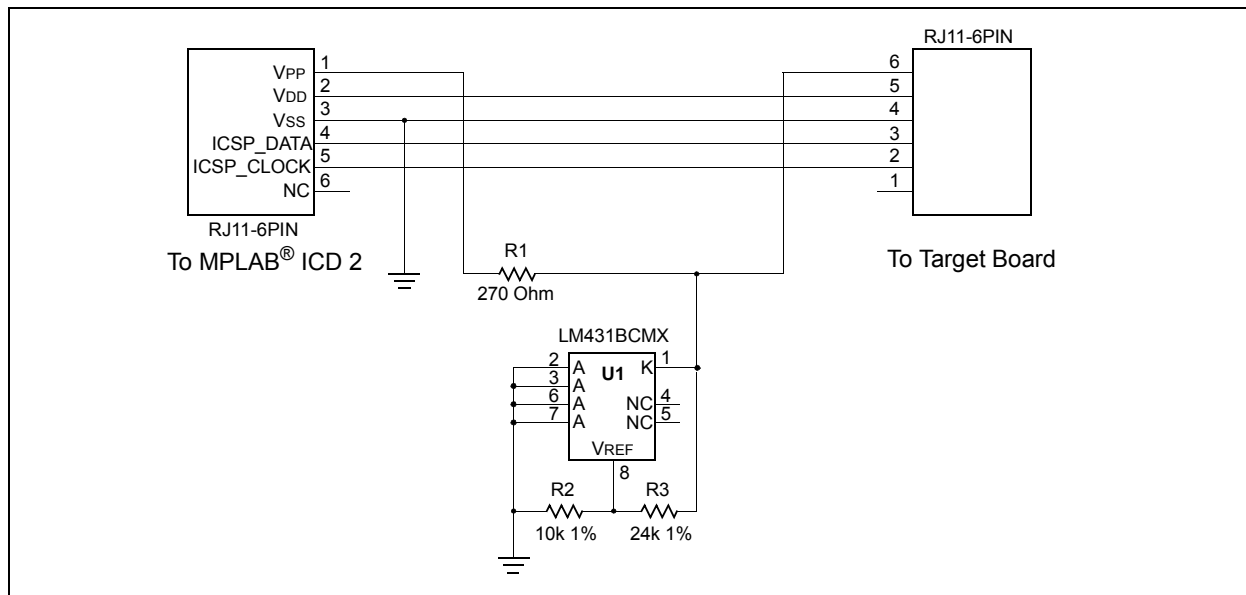 RJ11-6PIN
VPP 1
VDD 2
VSS 3
ICSP_DATA 4
ICSP_CLOCK 5
NC 6
RJ11-6PIN
To MPLAB® ICD 2
6
5
4
3
2
1
To Target Board
R1
270 Ohm
LM431BCMX
2 A U1 K 1
3 A
6 A NC 4
7 A NC 5
VREF
8
R2
10k 1%
R3
24k 1%